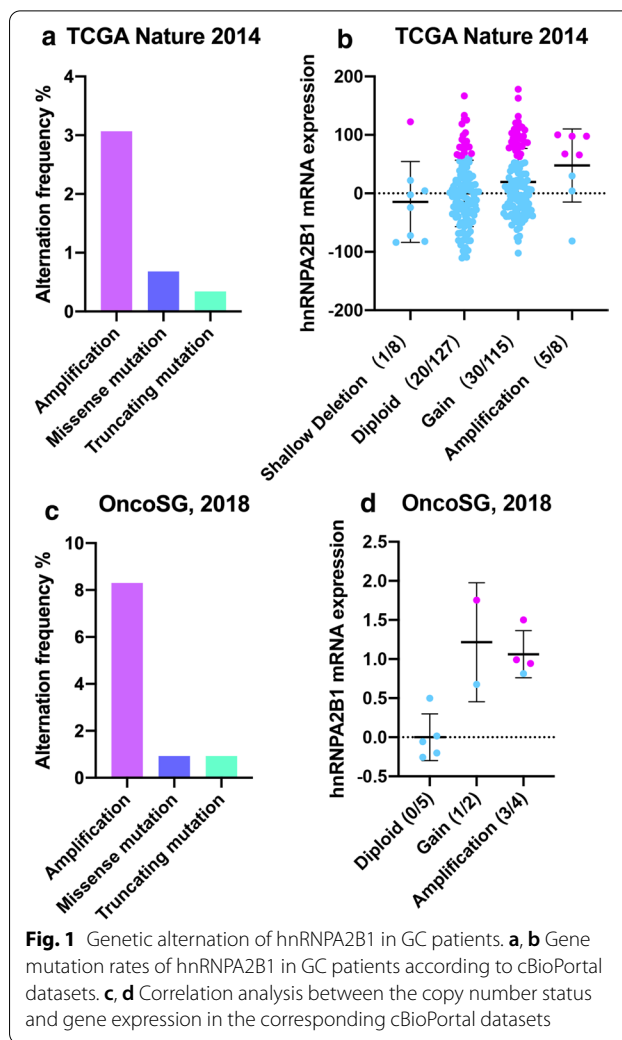 a
TCGA Nature 2014
Alternation frequency %
4
3
2
1
0
Amplification
Missense mutation
Truncating mutation
b
TCGA Nature 2014
hnRNPA2B1 mRNA expression
200
100
0
-100
-200
Shallow Deletion (1/8)
Diploid (20/127)
Gain (30/115)
Amplification (5/8)
c
OncoSG, 2018
Alternation frequency %
10
8
6
4
2
0
Amplification
Missense mutation
Truncating mutation
d
OncoSG, 2018
hnRNPA2B1 mRNA expression
2.5
2.0
1.5
1.0
0.5
0.0
-0.5
Diploid (0/5)
Gain (1/2)
Amplification (3/4)
Fig. 1 Genetic alternation of hnRNPA2B1 in GC patients. a, b Gene
mutation rates of hnRNPA2B1 in GC patients according to cBioPortal
datasets. c, d Correlation analysis between the copy number status
and gene expression in the corresponding cBioPortal datasets